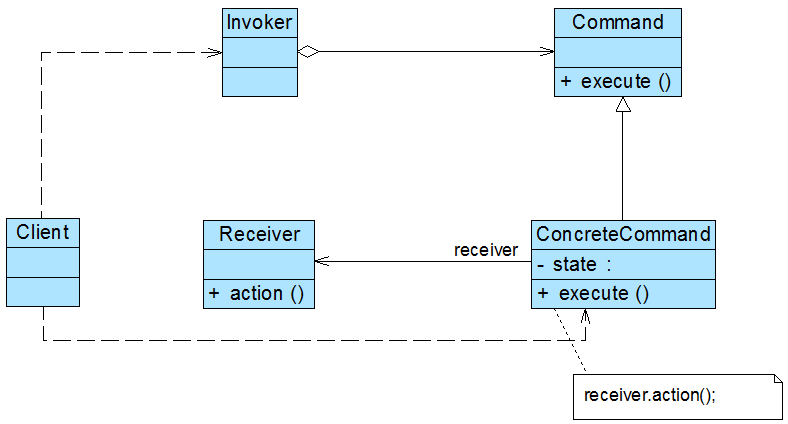 Invoker
Command
+ execute ()
Client
Receiver
+ action ()
receiver
ConcreteCommand
- state :
+ execute ()
receiver.action();